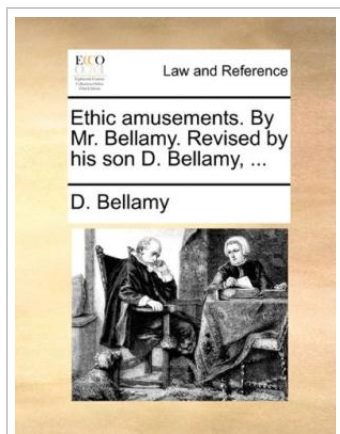 ECCO
Law and Reference
Ethic amusements. By
Mr. Bellamy. Revised by
his son D. Bellamy, ...
D. Bellamy